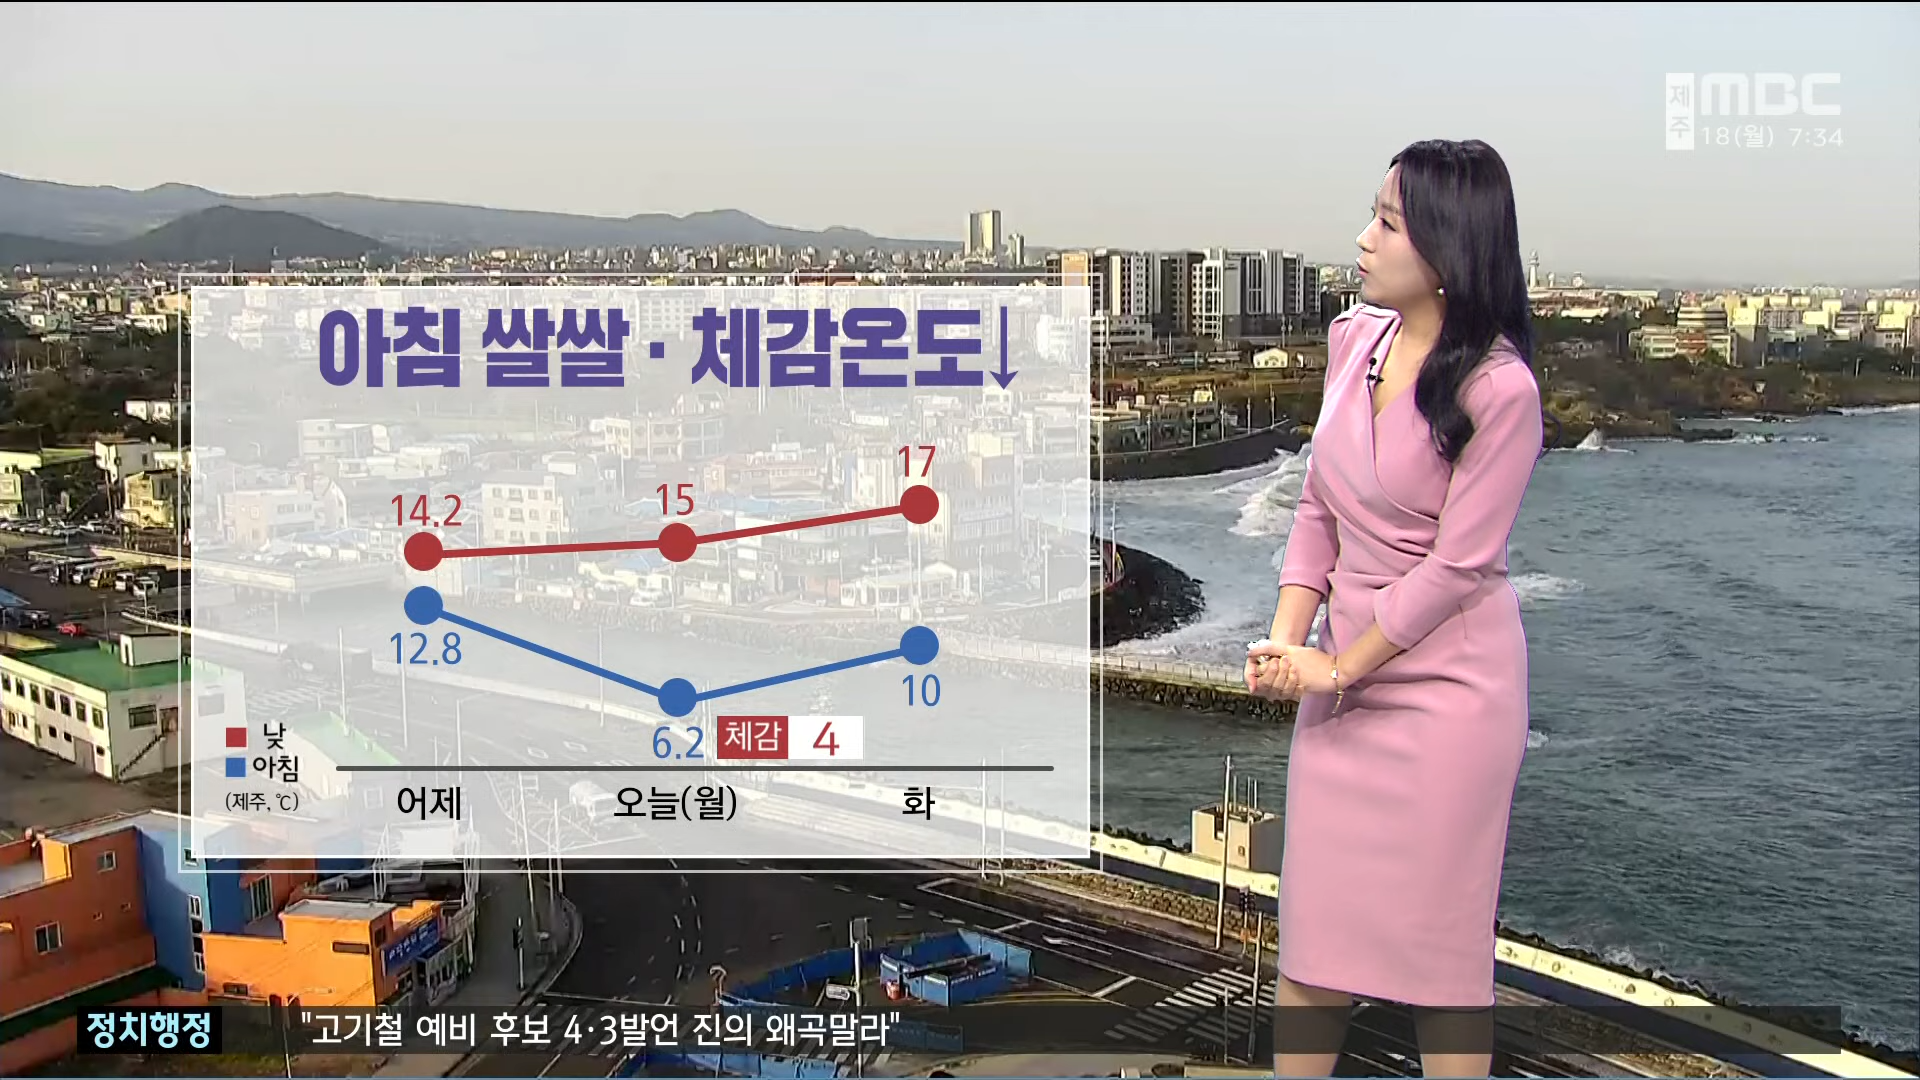 제주 MBC
18(월) 7:34
아침 쌀쌀 · 체감온도↓
14.2 15 17
12.8 6.2 10
체감 4
낮
아침
(제주, ℃)
어제 오늘(월) 화
정치행정 "고기철 예비 후보 4·3발언 진의 왜곡말라"